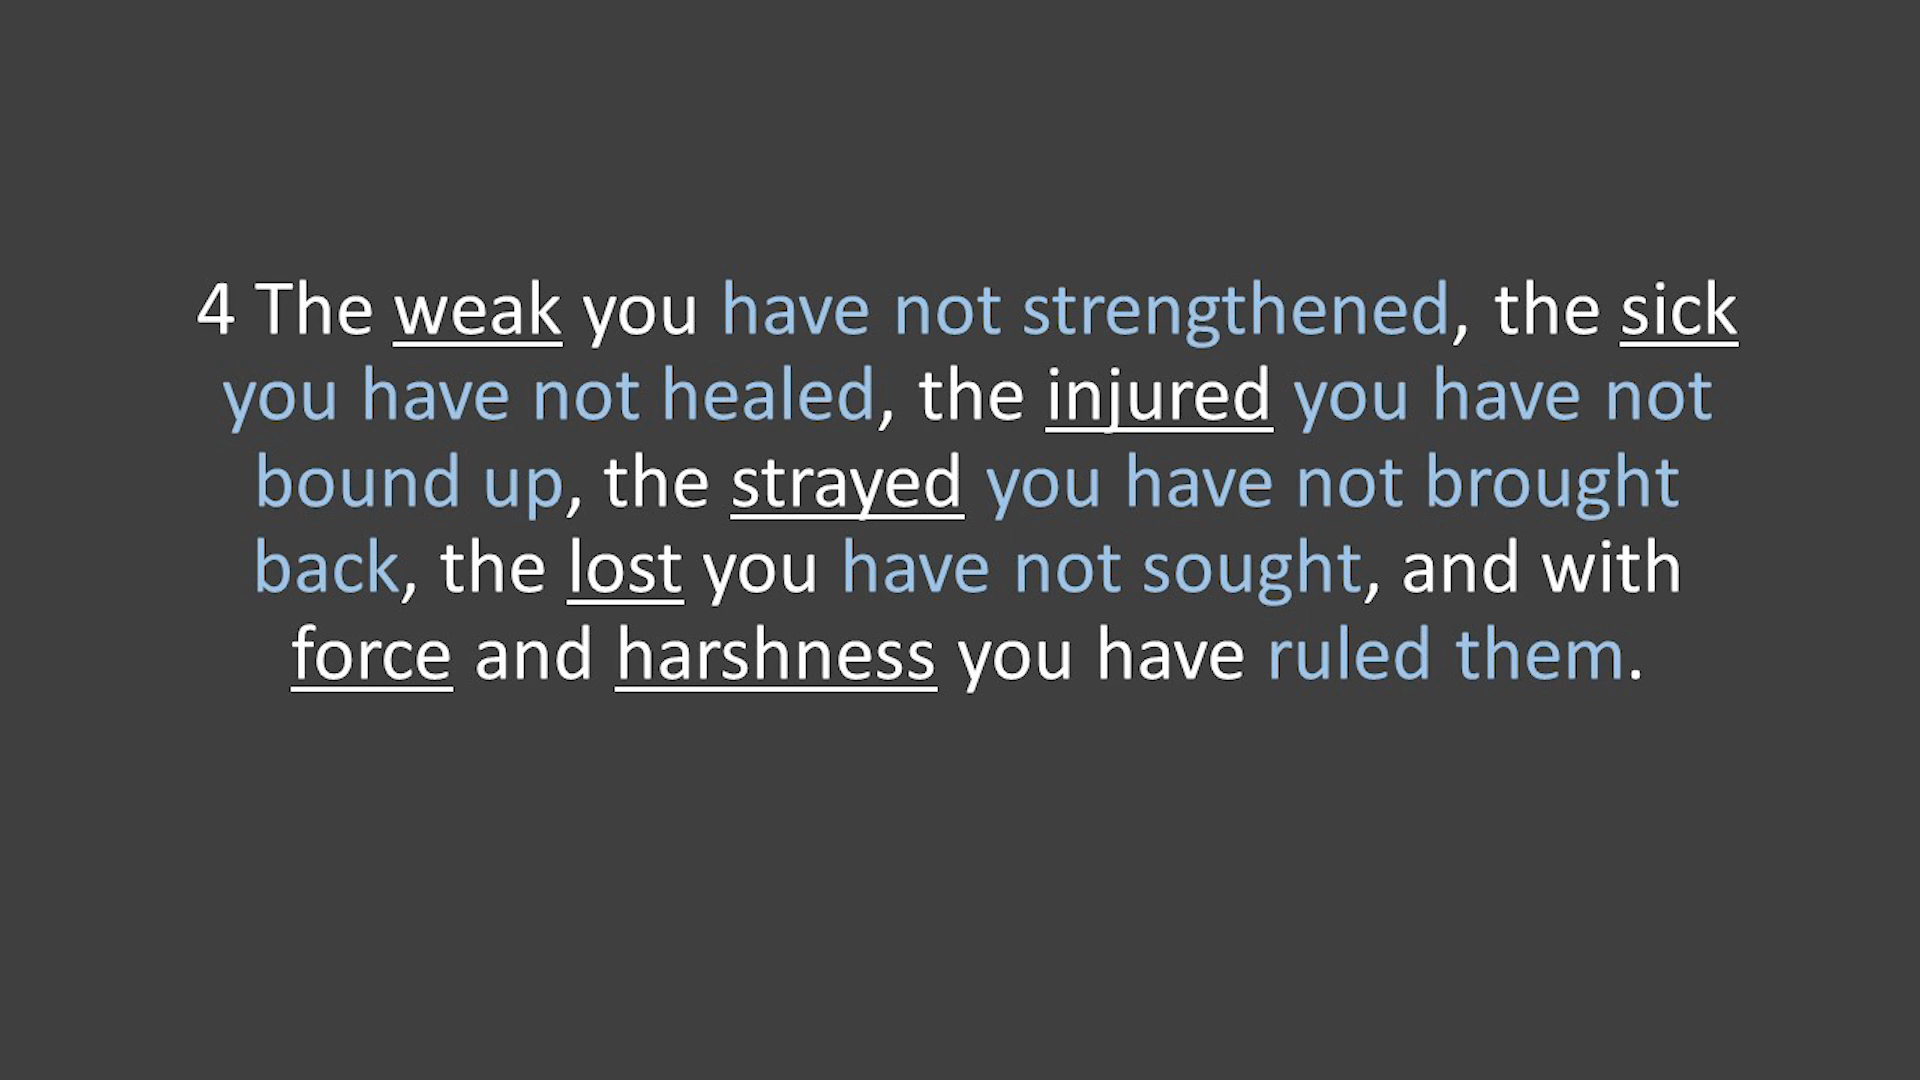 4 The weak you have not strengthened, the sick
you have not healed, the injured you have not
bound up, the strayed you have not brought
back, the lost you have not sought, and with
force and harshness you have ruled them.